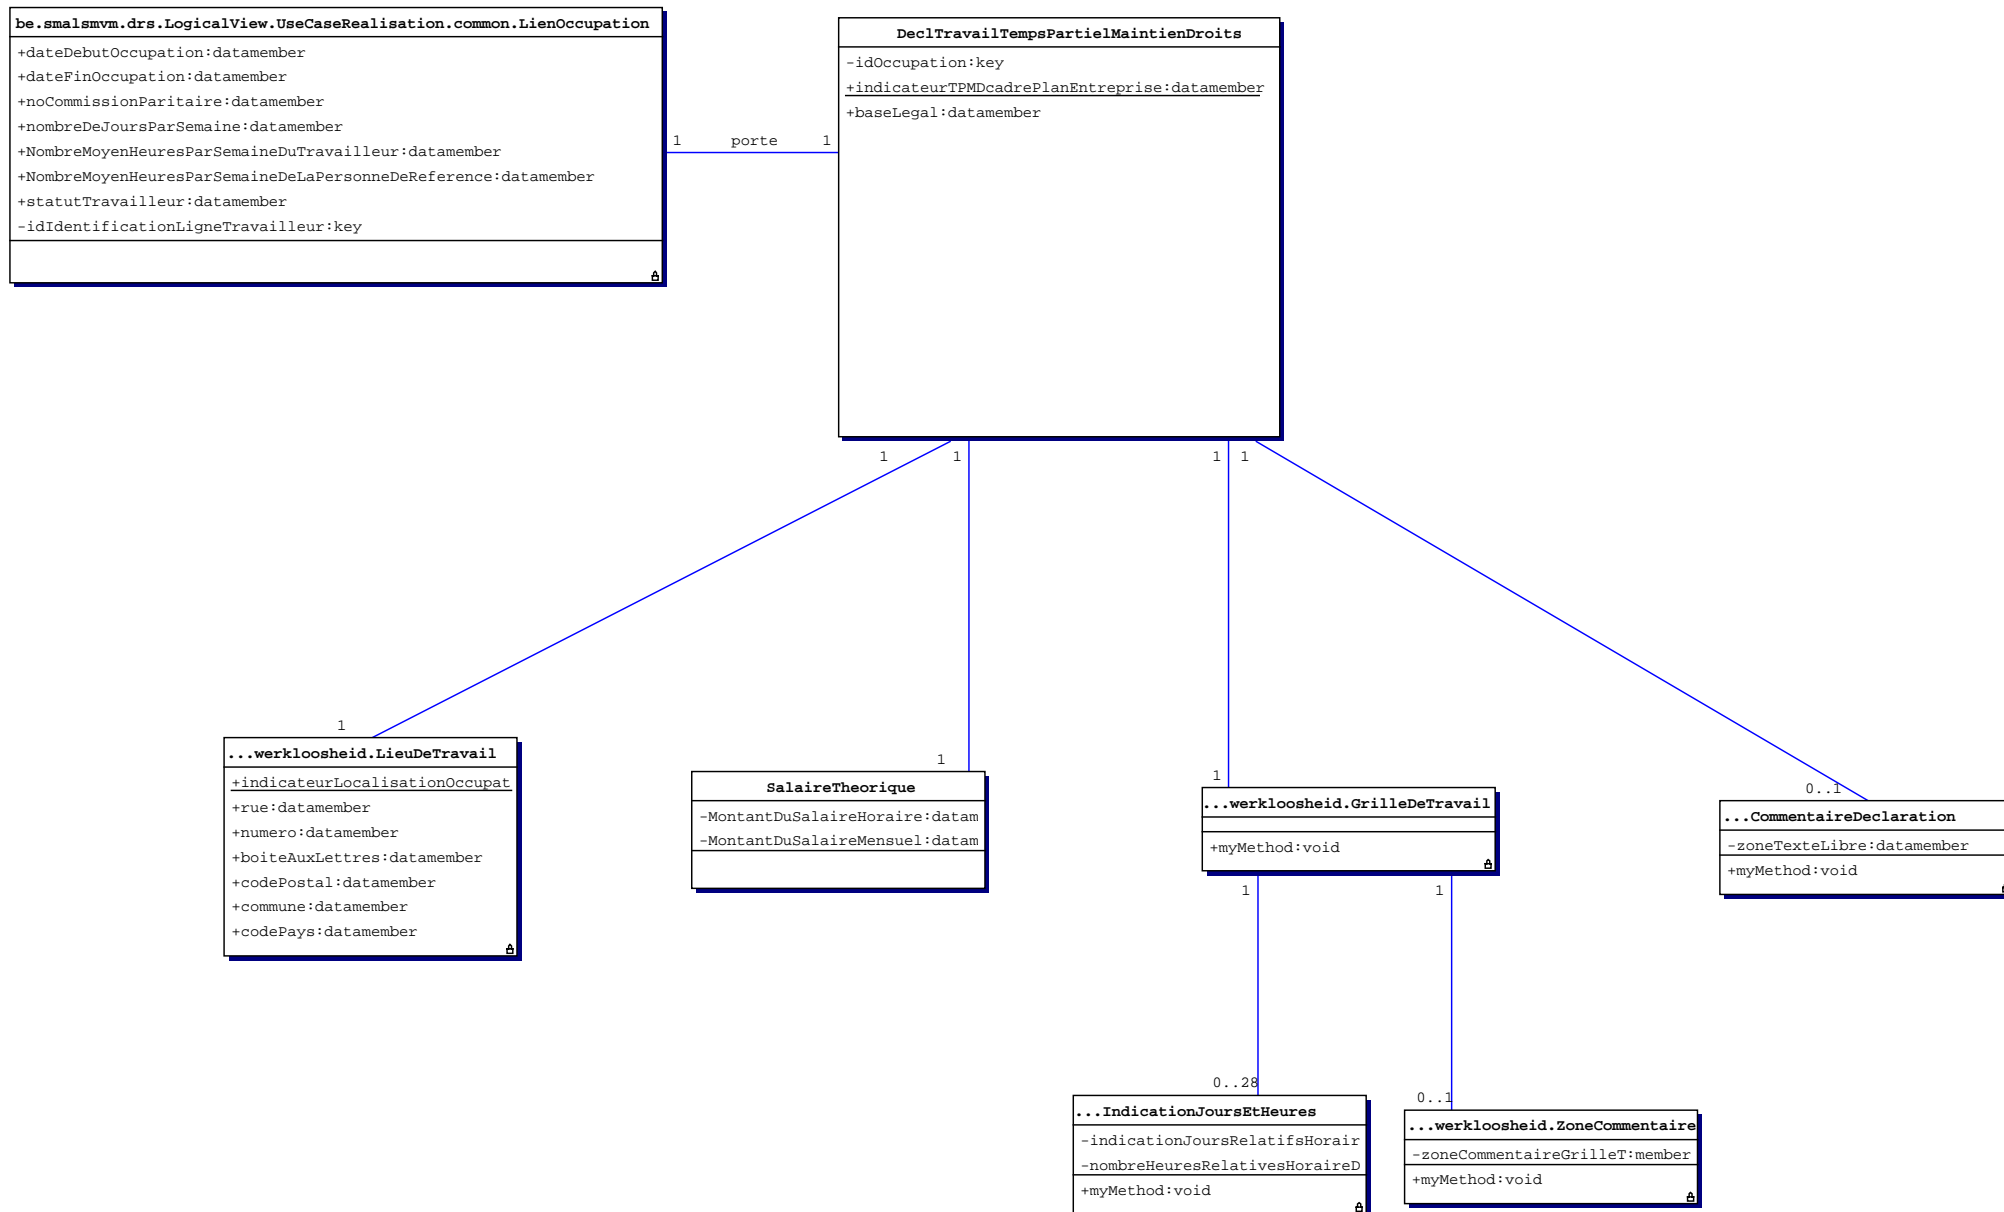 be.smalsmvm.drs.LogicalView.UseCaseRealisation.common.LienOccupation
+dateDebutOccupation:datamember
+dateFinOccupation:datamember
+noCommissionParitaire:datamember
+nombreDeJoursParSemaine:datamember
+NombreMoyenHeuresParSemaineDuTravailleur:datamember
+NombreMoyenHeuresParSemaineDeLaPersonneDeReference:datamember
+statutTravailleur:datamember
-idIdentificationLigneTravailleur:key
1 porte 1
DeclTravailTempsPartielMaintienDroits
-idOccupation:key
+indicateurTPMDcadrePlanEntreprise:datamember
+baseLegal:datamember
1 1 1 1
1
...werkloosheid.LieuDeTravail
+indicateurLocalisationOccupat
+rue:datamember
+numero:datamember
+boiteAuxLettres:datamember
+codePostal:datamember
+commune:datamember
+codePays:datamember
1
SalaireTheorique
-MontantDuSalaireHoraire:datam
-MontantDuSalaireMensuel:datam
1
...werkloosheid.GrilleDeTravail
+myMethod:void
0..1
...CommentaireDeclaration
-zoneTexteLibre:datamember
+myMethod:void
1 1
0..28
...IndicationJoursEtHeures
-indicationJoursRelatifsHorair
-nombreHeuresRelativesHoraireD
+myMethod:void
0..1
...werkloosheid.ZoneCommentaire
-zoneCommentaireGrilleT:member
+myMethod:void